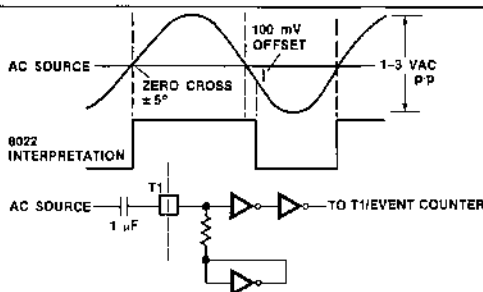 100 mV
OFFSET
AC SOURCE
1–3 VAC
p·p
ZERO CROSS
±5°
8022
INTERPRETATION
T1
AC SOURCE
TO T1/EVENT COUNTER
1 μF